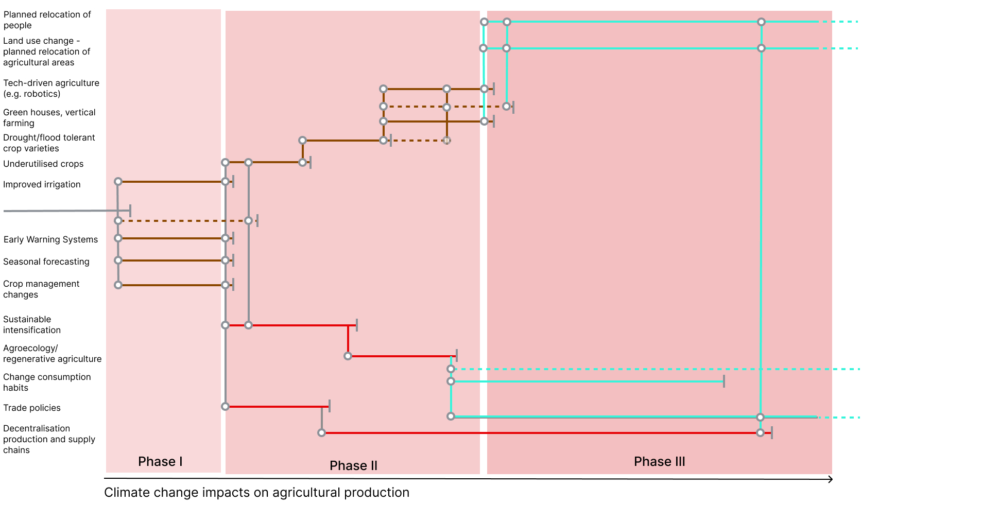 Planned relocation of
people
Land use change -
planned relocation of
agricultural areas
Tech-driven agriculture
(e.g. robotics)
Green houses, vertical
farming
Drought/flood tolerant
crop varieties
Underutilised crops
Improved irrigation
Early Warning Systems
Seasonal forecasting
Crop management
changes
Sustainable
intensification
Agroecology/
regenerative agriculture
Change consumption
habits
Trade policies
Decentralisation
production and supply
chains
Phase I
Phase II
Phase III
Climate change impacts on agricultural production